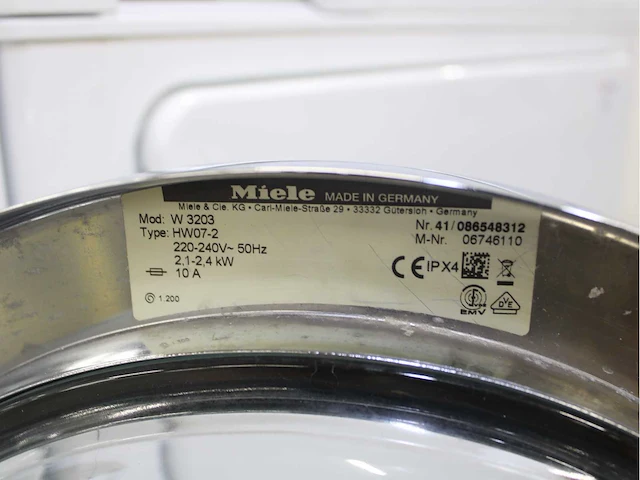 Miele MADE IN GERMANY
Miele & Cie. KG • Carl-Miele-Straße 29 • 33332 Gütersloh • Germany
Mod: W 3203
Nr. 41/086548312
Type: HW07-2
M-Nr. 06746110
220-240V~ 50Hz
2,1-2,4 kW
10 A
CE IPX4
1.200
EMV
DVE